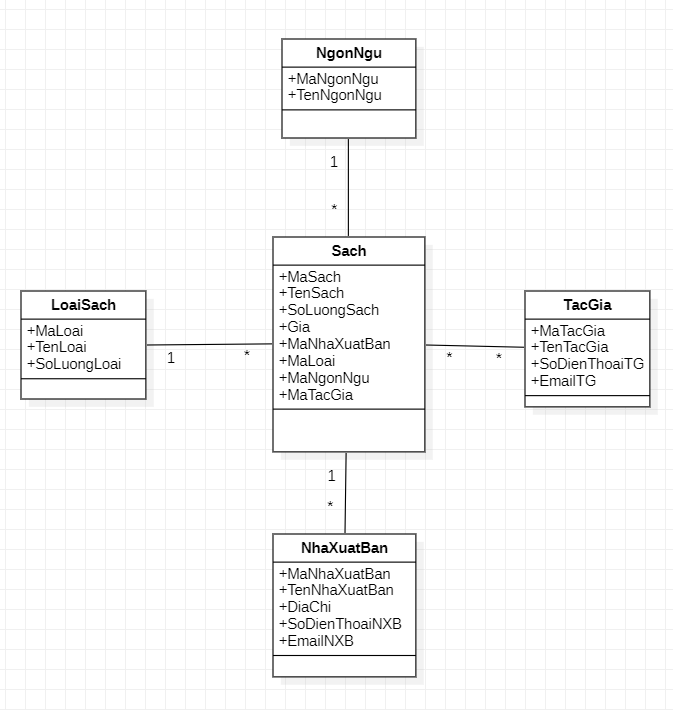 NgonNgu
+MaNgonNgu
+TenNgonNgu
1
*
Sach
+MaSach
+TenSach
+SoLuongSach
+Gia
+MaNhaXuatBan
+MaLoai
+MaNgonNgu
+MaTacGia
LoaiSach
+MaLoai
+TenLoai
+SoLuongLoai
1
*
*
*
TacGia
+MaTacGia
+TenTacGia
+SoDienThoaiTG
+EmailTG
1
*
NhaXuatBan
+MaNhaXuatBan
+TenNhaXuatBan
+DiaChi
+SoDienThoaiNXB
+EmailNXB